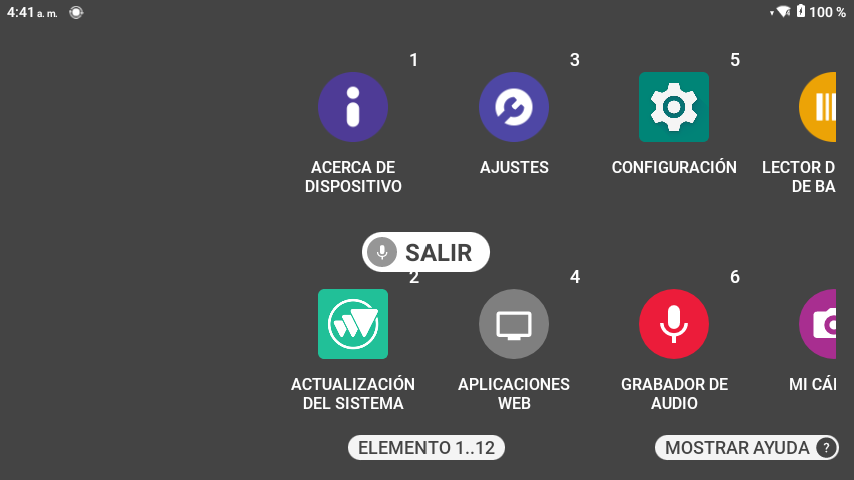 4:41 a. m.
100 %
1
3
5
ACERCA DE
DISPOSITIVO
AJUSTES
CONFIGURACIÓN
LECTOR D
DE BA
SALIR
2
4
6
ACTUALIZACIÓN
DEL SISTEMA
APLICACIONES
WEB
GRABADOR DE
AUDIO
MI CÁ
ELEMENTO 1..12
MOSTRAR AYUDA ?